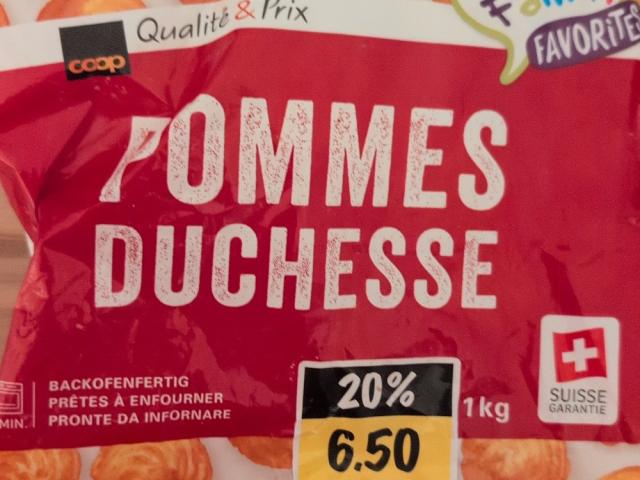 coop
Qualité & Prix
FAVORITES
POMMES
DUCHESSE
BACKOFENFERTIG
PRÊTES À ENFOURNER
PRONTE DA INFORNARE
MIN.
20%
6.50
1kg
SUISSE
GARANTIE